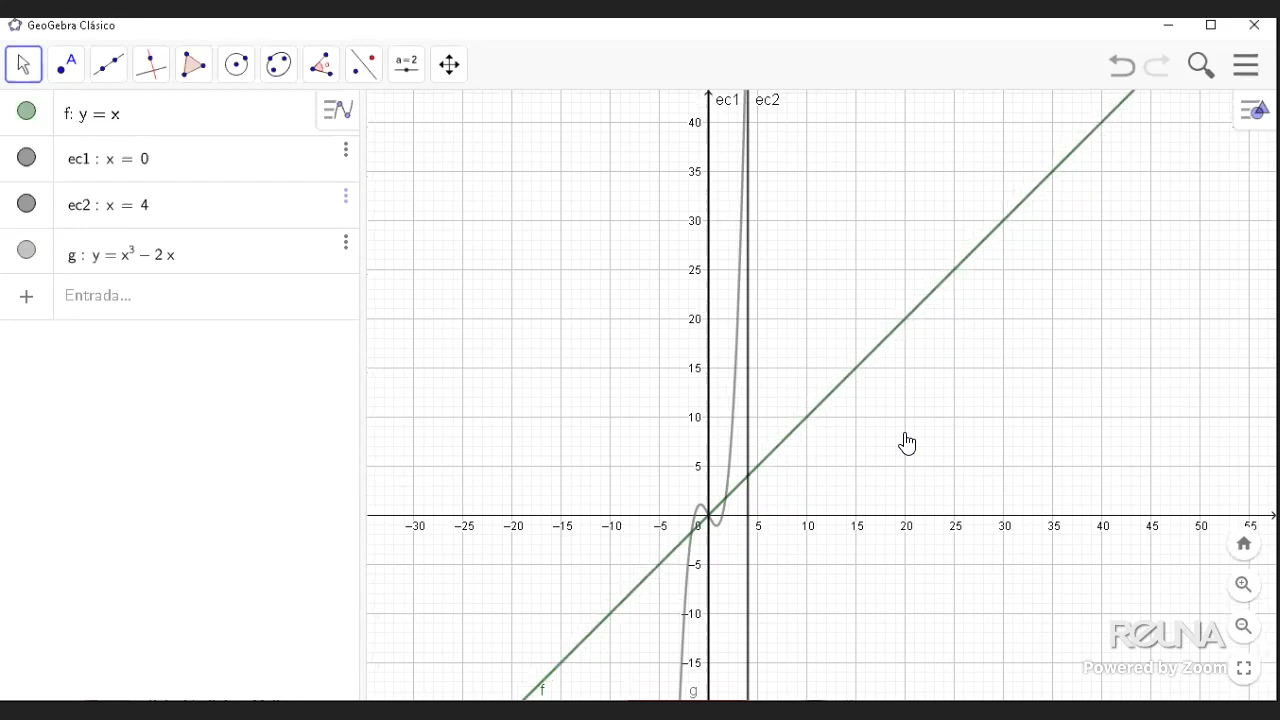 GeoGebra Clásico
A
a = 2
f: y = x
ec1 : x = 0
ec2 : x = 4
g : y = x³ − 2 x
Entrada...
ec1 ec2
40
35
30
25
20
15
10
5
−30 −25 −20 −15 −10 −5 0 5 10 15 20 25 30 35 40 45 50 55
−5
−10
−15
f
g
REUNA
Powered by Zoom